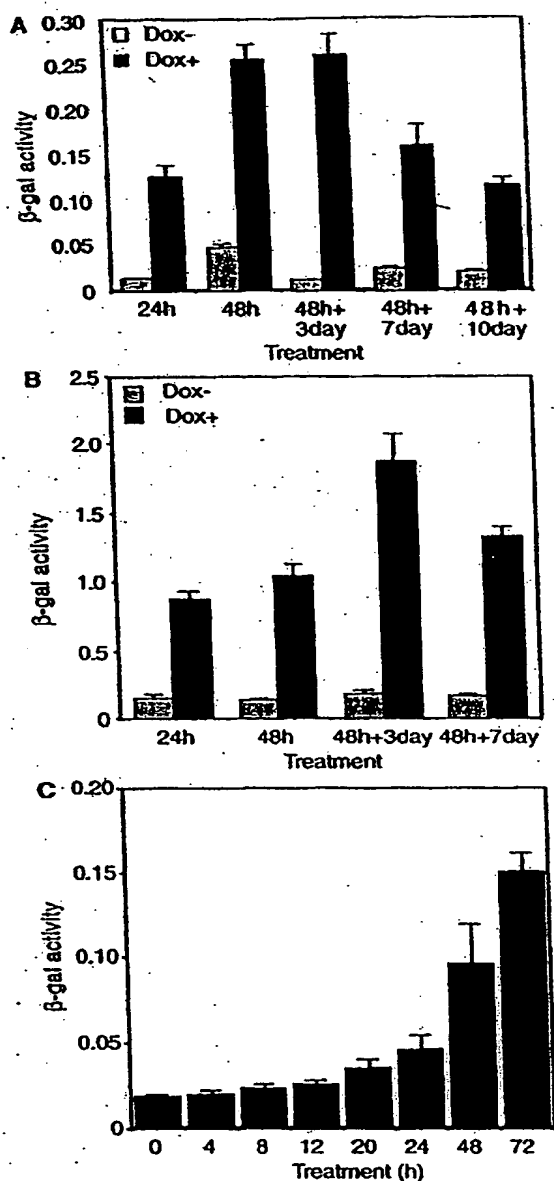 A
0.30
Dox-
Dox+
0.25
0.20
0.15
0.10
0.05
0
β-gal activity
24h 48h 48h+ 48h+ 48h+
3day 7day 10day
Treatment
B
2.5
Dox-
Dox+
2.0
1.5
1.0
0.5
0
β-gal activity
24h 48h 48h+3day 48h+7day
Treatment
C
0.20
0.15
0.10
0.05
0
β-gal activity
0 4 8 12 20 24 48 72
Treatment (h)